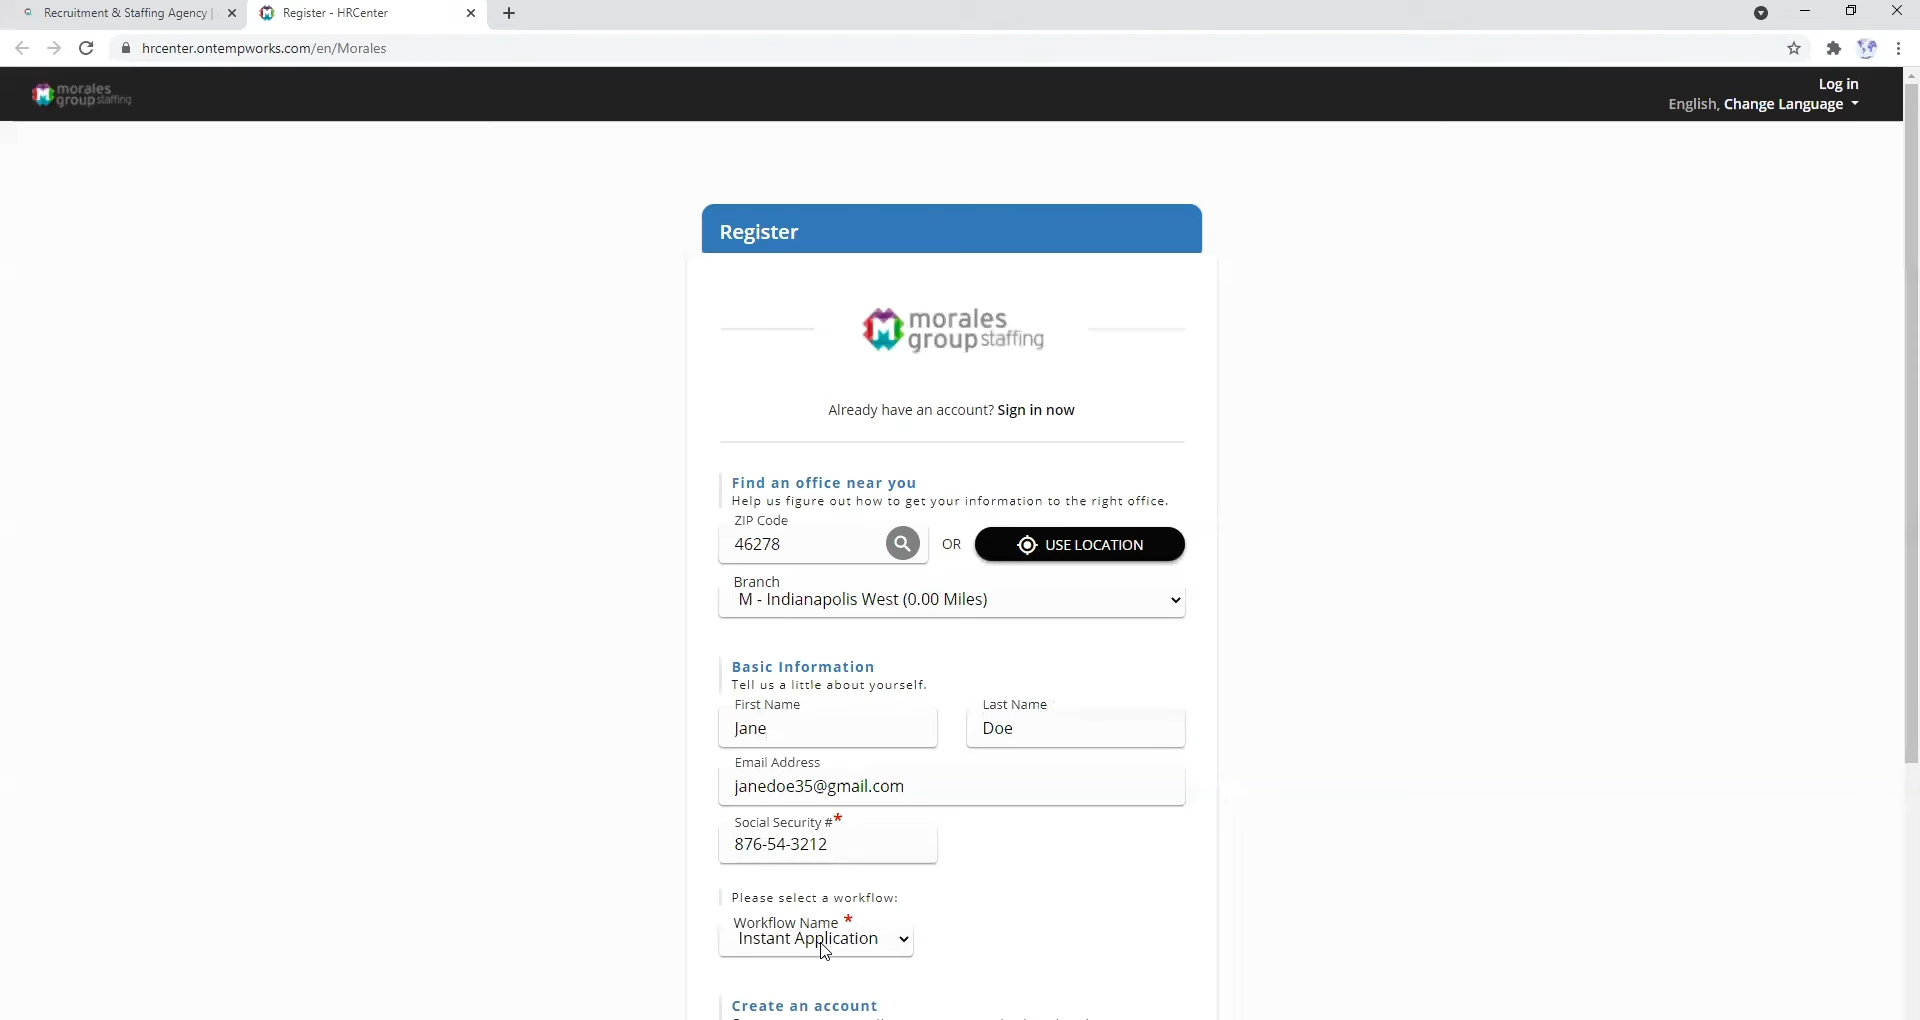 Recruitment & Staffing Agency |
Register - HRCenter
hrcenter.ontempworks.com/en/Morales
morales
group staffing
Log in
English, Change Language
Register
morales
group staffing
Already have an account? Sign in now
Find an office near you
Help us figure out how to get your information to the right office.
ZIP Code
46278
OR
USE LOCATION
Branch
M - Indianapolis West (0.00 Miles)
Basic Information
Tell us a little about yourself.
First Name
Last Name
Jane
Doe
Email Address
janedoe35@gmail.com
Social Security #*
876-54-3212
Please select a workflow:
Workflow Name *
Instant Application
Create an account